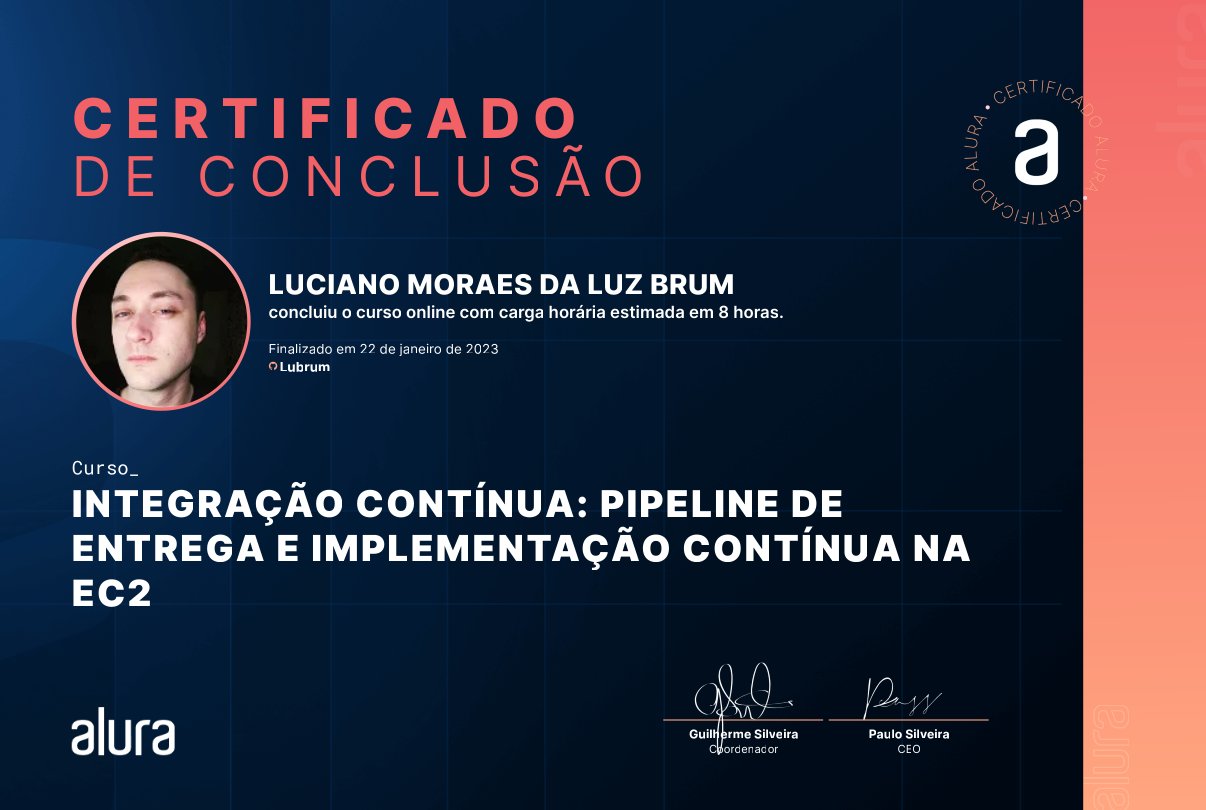 CERTIFICADO
DE CONCLUSÃO
CERTIFICADO ALURA • CERTIFICADO ALURA •
a
alura
LUCIANO MORAES DA LUZ BRUM
concluiu o curso online com carga horária estimada em 8 horas.
Finalizado em 22 de janeiro de 2023
Lubrum
Curso_
INTEGRAÇÃO CONTÍNUA: PIPELINE DE
ENTREGA E IMPLEMENTAÇÃO CONTÍNUA NA
EC2
alura
Guilherme Silveira
Coordenador
Paulo Silveira
CEO
alura